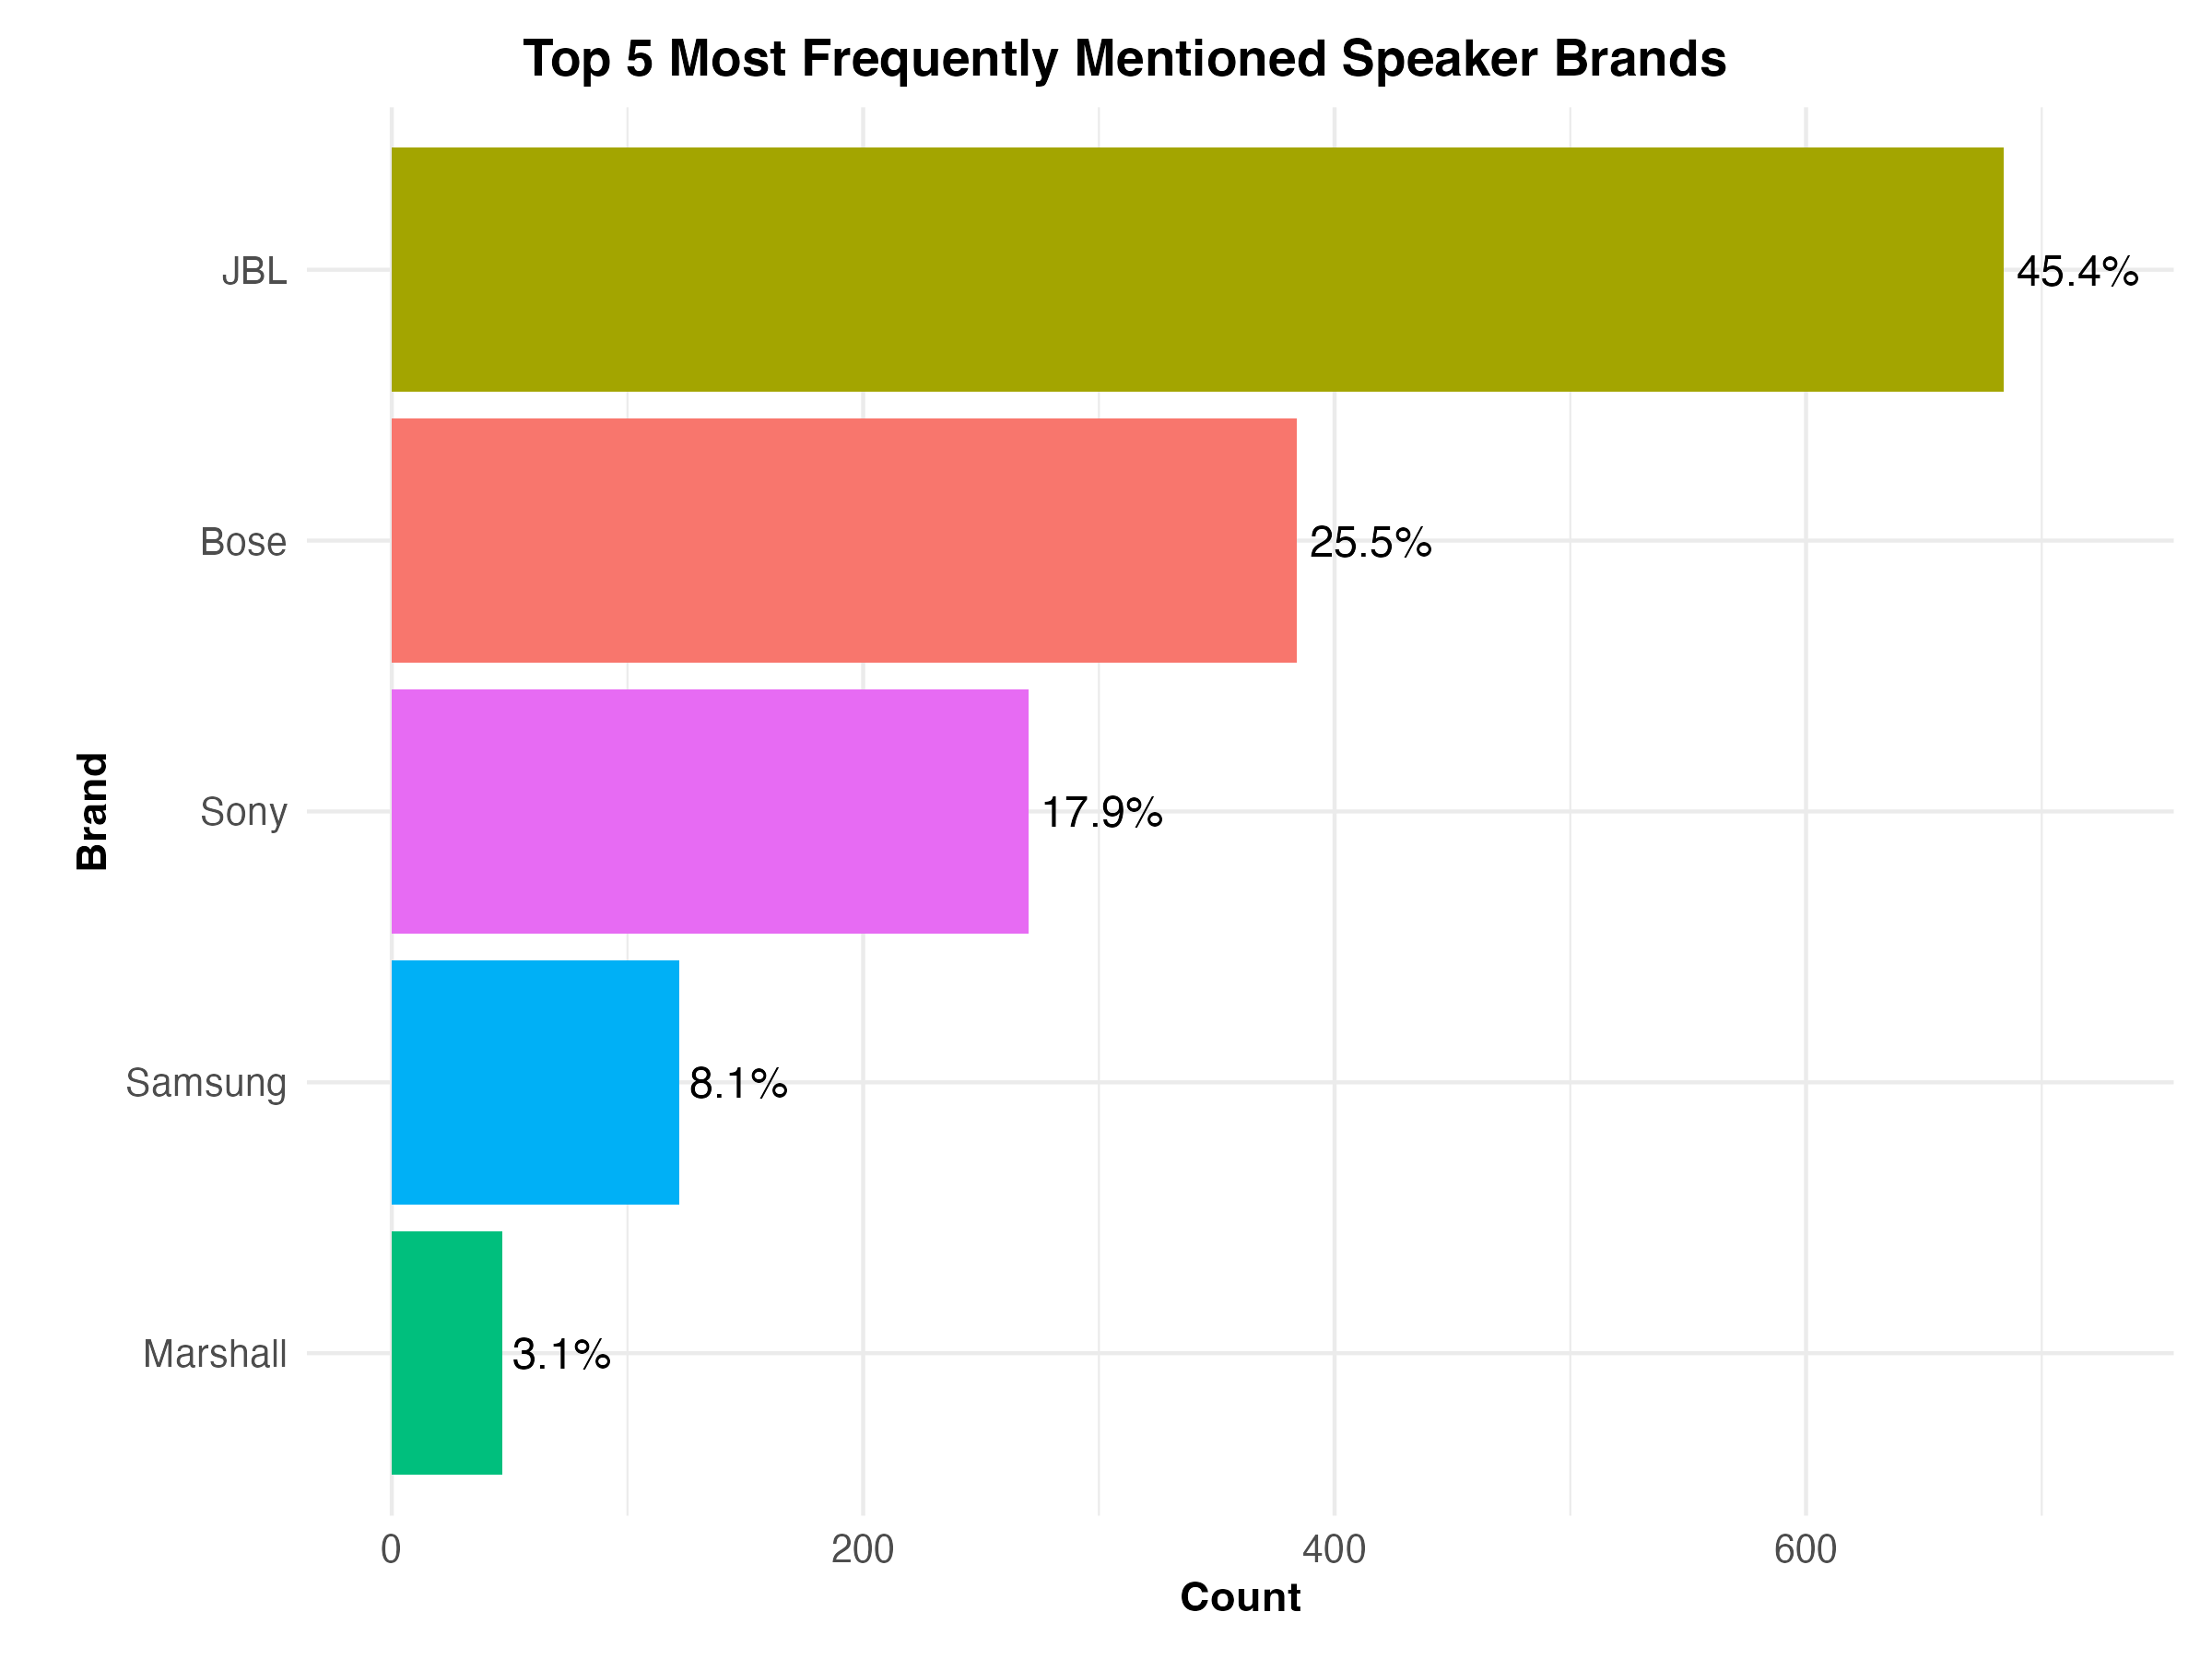 Top 5 Most Frequently Mentioned Speaker Brands
JBL
45.4%
Bose
25.5%
Sony
17.9%
Samsung
8.1%
Marshall
3.1%
Brand
0
200
400
600
Count